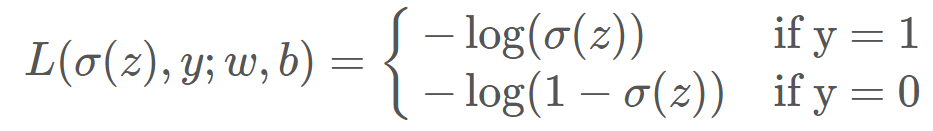 L(σ(z), y; w, b) = { − log(σ(z)) if y = 1
− log(1 − σ(z)) if y = 0